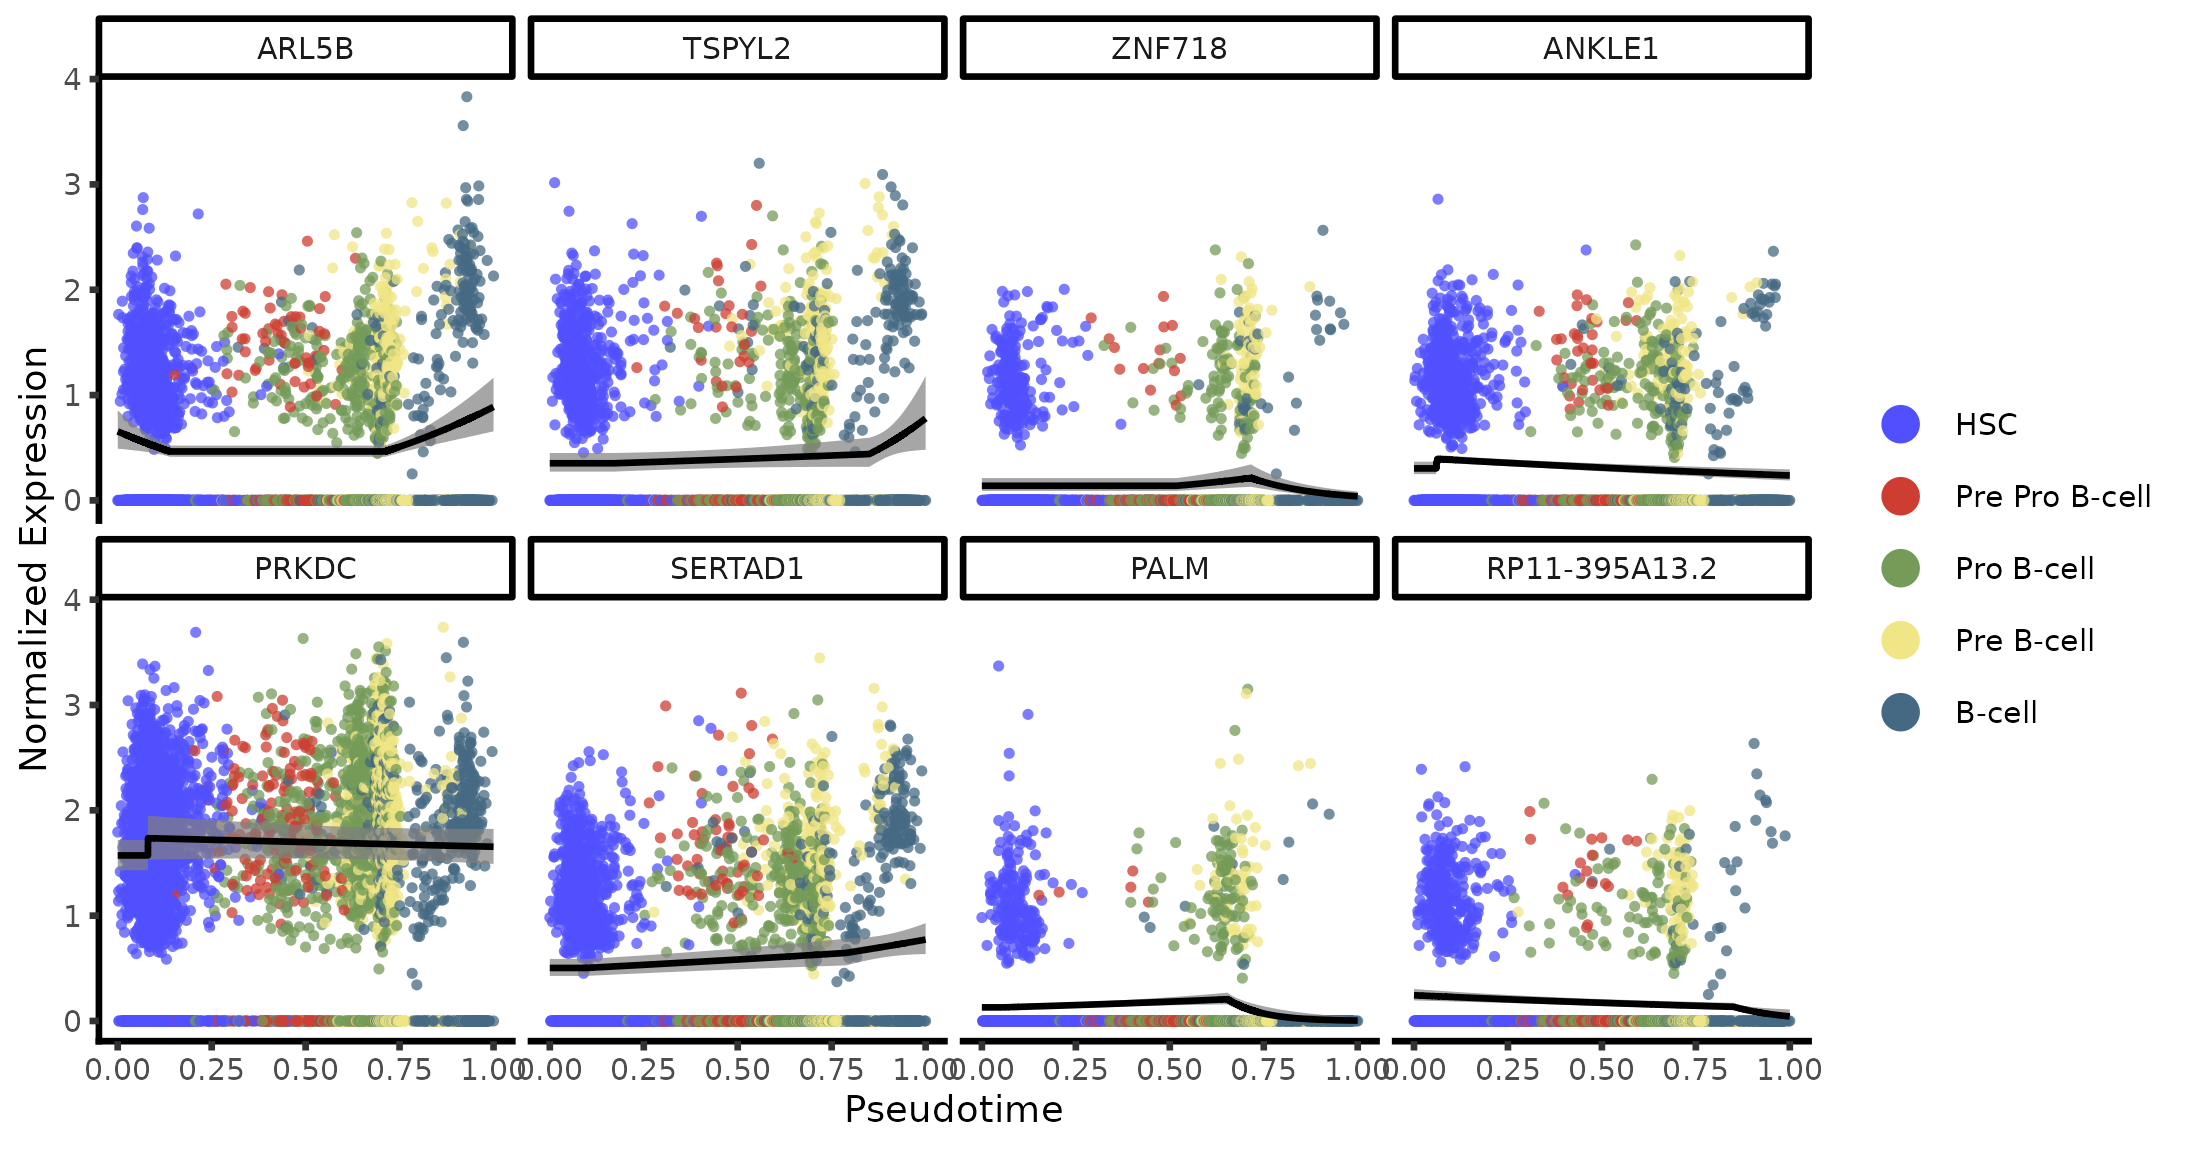 ARL5B TSPYL2 ZNF718 ANKLE1
4
3
2
1
0
PRKDC SERTAD1 PALM RP11-395A13.2
4
3
2
1
0
0.00 0.25 0.50 0.75 1.00 0.00 0.25 0.50 0.75 1.00 0.00 0.25 0.50 0.75 1.00 0.00 0.25 0.50 0.75 1.00
Pseudotime
Normalized Expression
HSC
Pre Pro B-cell
Pro B-cell
Pre B-cell
B-cell